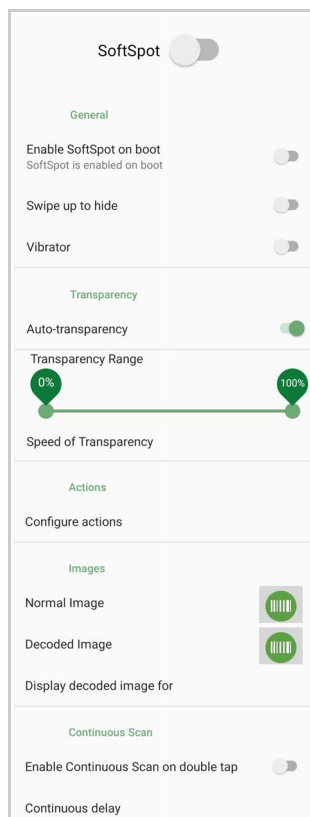 SoftSpot
General
Enable SoftSpot on boot
SoftSpot is enabled on boot
Swipe up to hide
Vibrator
Transparency
Auto-transparency
Transparency Range
0% 100%
Speed of Transparency
Actions
Configure actions
Images
Normal Image
Decoded Image
Display decoded image for
Continuous Scan
Enable Continuous Scan on double tap
Continuous delay